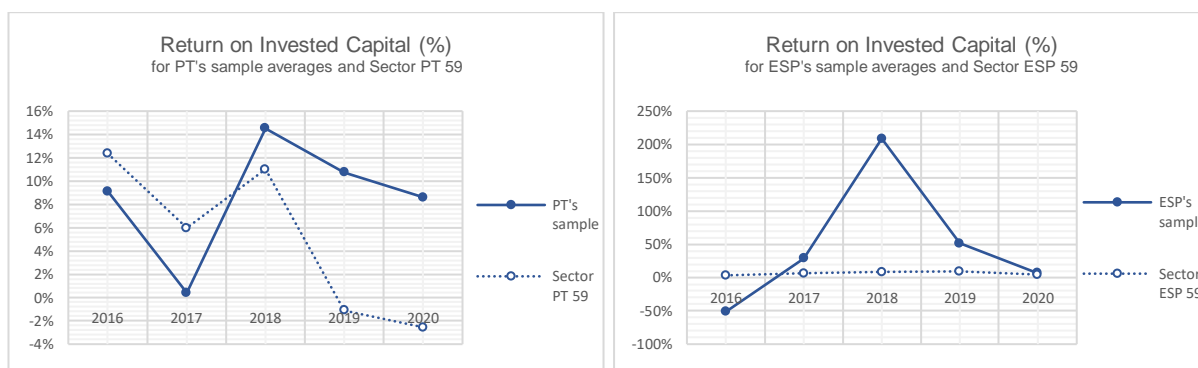 Return on Invested Capital (%)
for PT's sample averages and Sector PT 59
16%
14%
12%
10%
8%
6%
4%
2%
0%
-2%
-4%
2016 2017 2018 2019 2020
PT's
sample
Sector
PT 59
Return on Invested Capital (%)
for ESP's sample averages and Sector ESP 59
250%
200%
150%
100%
50%
0%
-50%
-100%
2016 2017 2018 2019 2020
ESP's
sampl
Sector
ESP 59